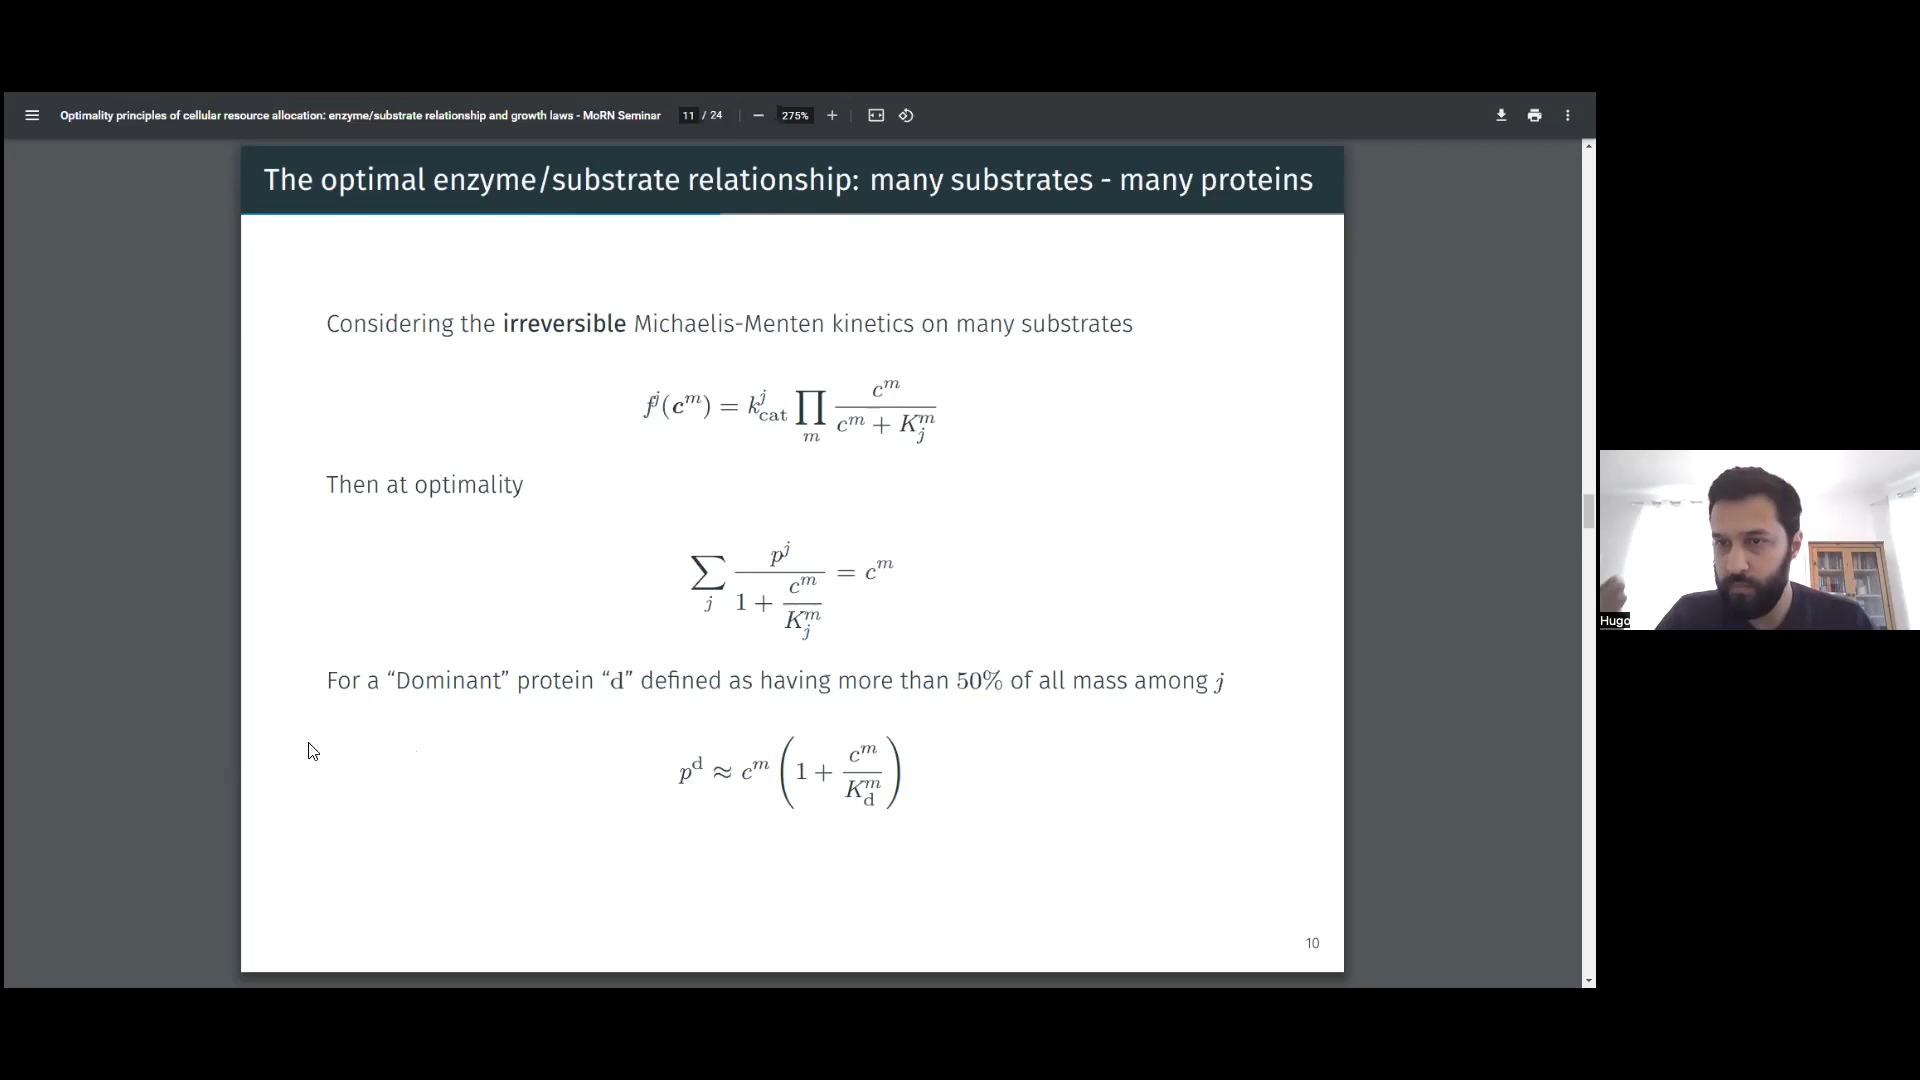 Optimality principles of cellular resource allocation: enzyme/substrate relationship and growth laws - MoRN Seminar 11 / 24 275%
The optimal enzyme/substrate relationship: many substrates - many proteins
Considering the irreversible Michaelis-Menten kinetics on many substrates
f^j(c^m) = k^j_cat ∏_m c^m / (c^m + K^m_j)
Then at optimality
∑_j p^j / (1 + c^m / K^m_j) = c^m
For a “Dominant” protein “d” defined as having more than 50% of all mass among j
p^d ≈ c^m (1 + c^m / K^m_d)
10
Hugo